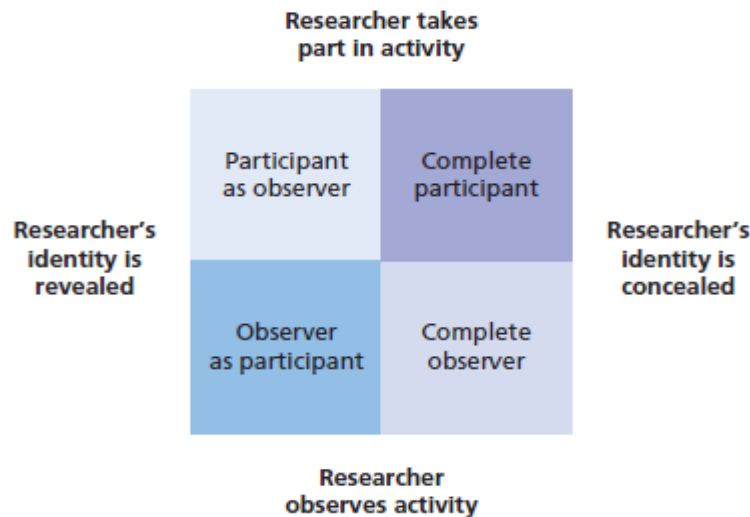 Researcher takes
part in activity
Participant
as observer
Complete
participant
Researcher's
identity is
revealed
Researcher's
identity is
concealed
Observer
as participant
Complete
observer
Researcher
observes activity